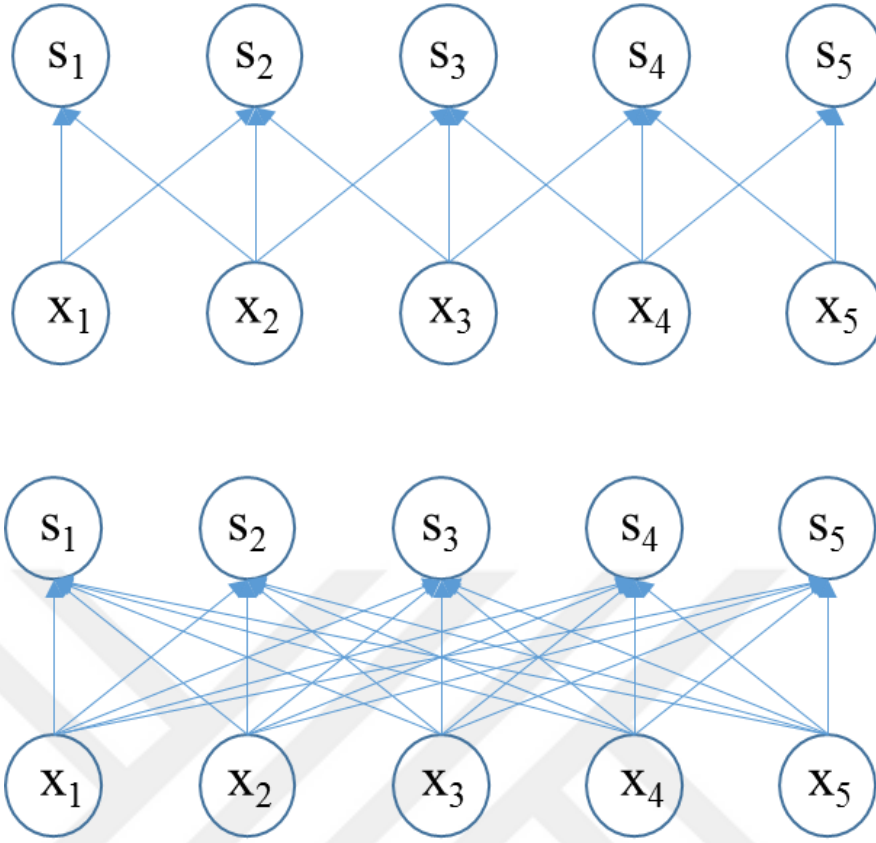 s₁ s₂ s₃ s₄ s₅
x₁ x₂ x₃ x₄ x₅
s₁ s₂ s₃ s₄ s₅
x₁ x₂ x₃ x₄ x₅